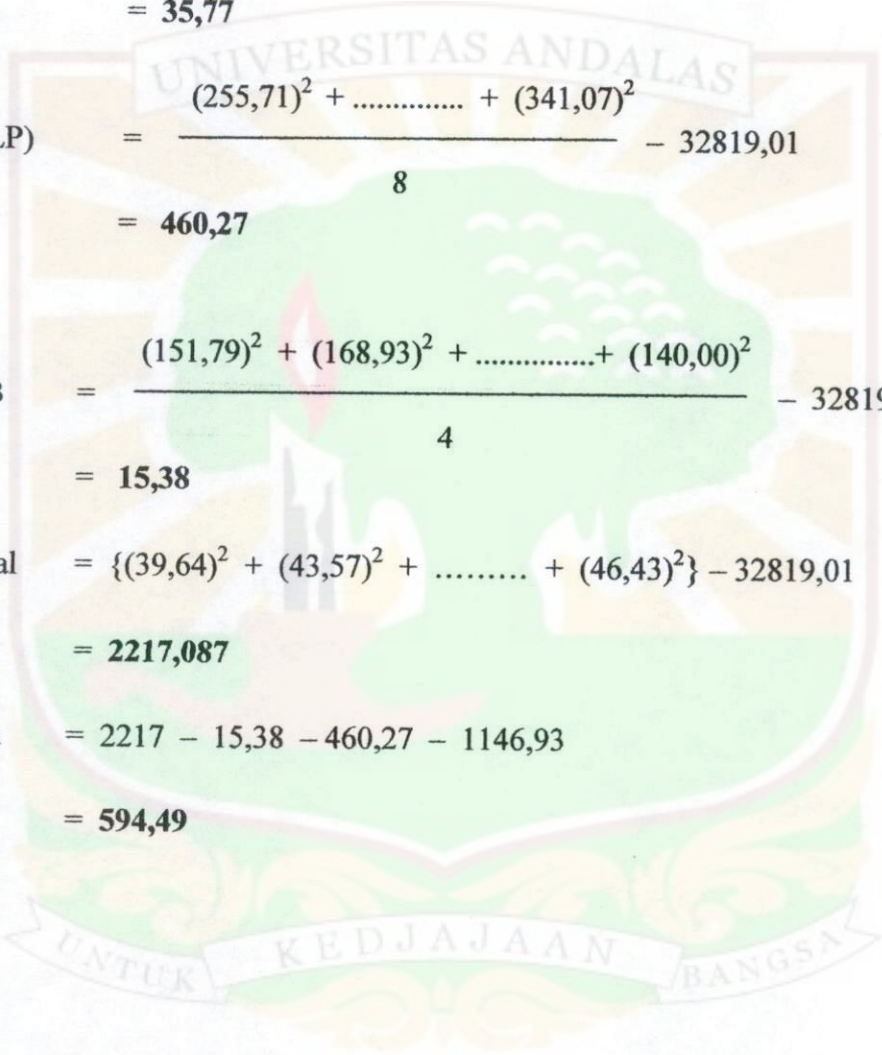 = 35,77
UNIVERSITAS ANDALAS
(255,71)² + .............. + (341,07)²
.P) = ――― − 32819,01
8
= 460,27
(151,79)² + (168,93)² + ...............+ (140,00)²
= ――― − 32819
4
= 15,38
al = {(39,64)² + (43,57)² + ......... + (46,43)²} – 32819,01
= 2217,087
= 2217 − 15,38 − 460,27 − 1146,93
= 594,49
UNTUK KEDJAJAAN BANGSA